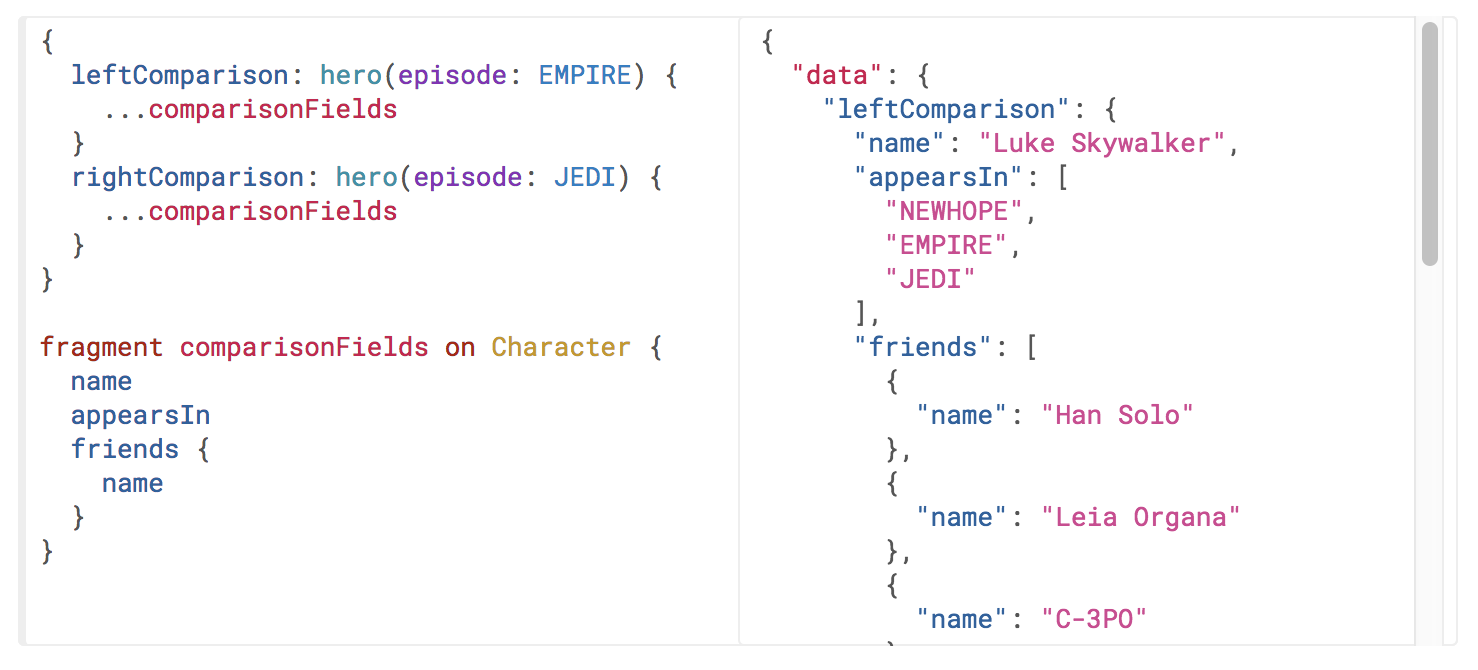 {
  leftComparison: hero(episode: EMPIRE) {
    ...comparisonFields
  }
  rightComparison: hero(episode: JEDI) {
    ...comparisonFields
  }
}

fragment comparisonFields on Character {
  name
  appearsIn
  friends {
    name
  }
}
{
  "data": {
    "leftComparison": {
      "name": "Luke Skywalker",
      "appearsIn": [
        "NEWHOPE",
        "EMPIRE",
        "JEDI"
      ],
      "friends": [
        {
          "name": "Han Solo"
        },
        {
          "name": "Leia Organa"
        },
        {
          "name": "C-3PO"